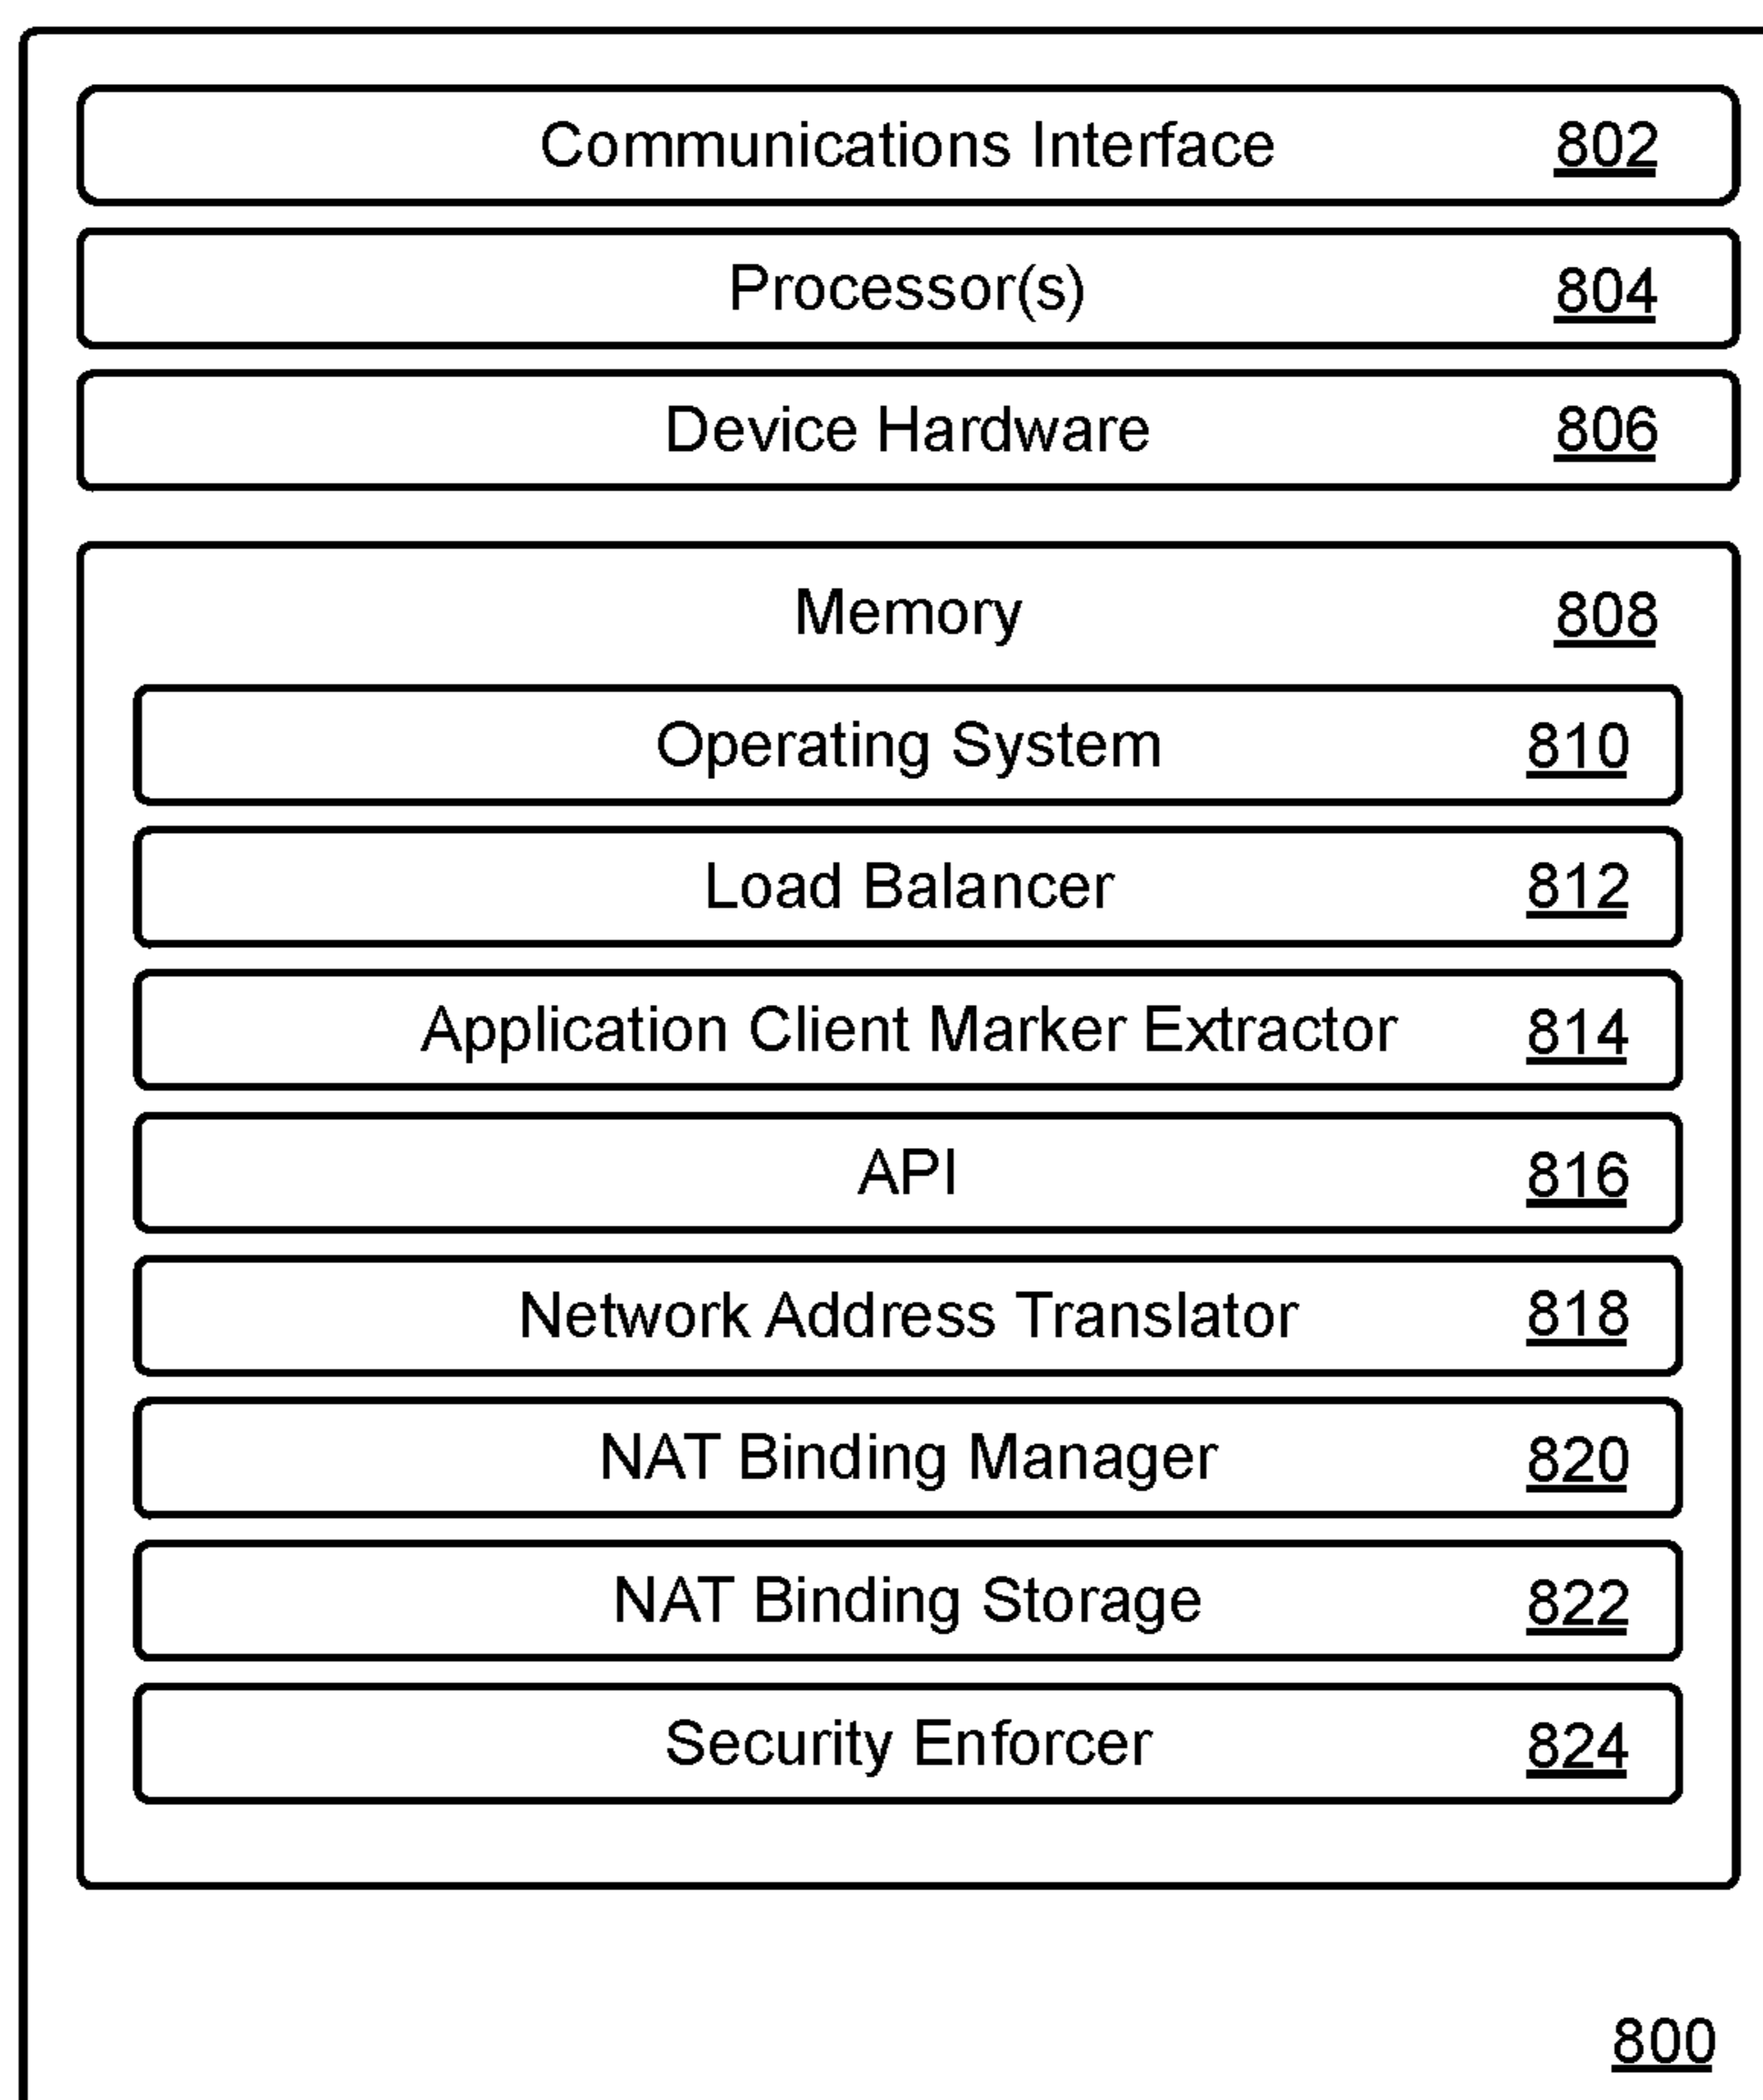 Communications Interface 802
Processor(s) 804
Device Hardware 806
Memory 808
Operating System 810
Load Balancer 812
Application Client Marker Extractor 814
API 816
Network Address Translator 818
NAT Binding Manager 820
NAT Binding Storage 822
Security Enforcer 824
800